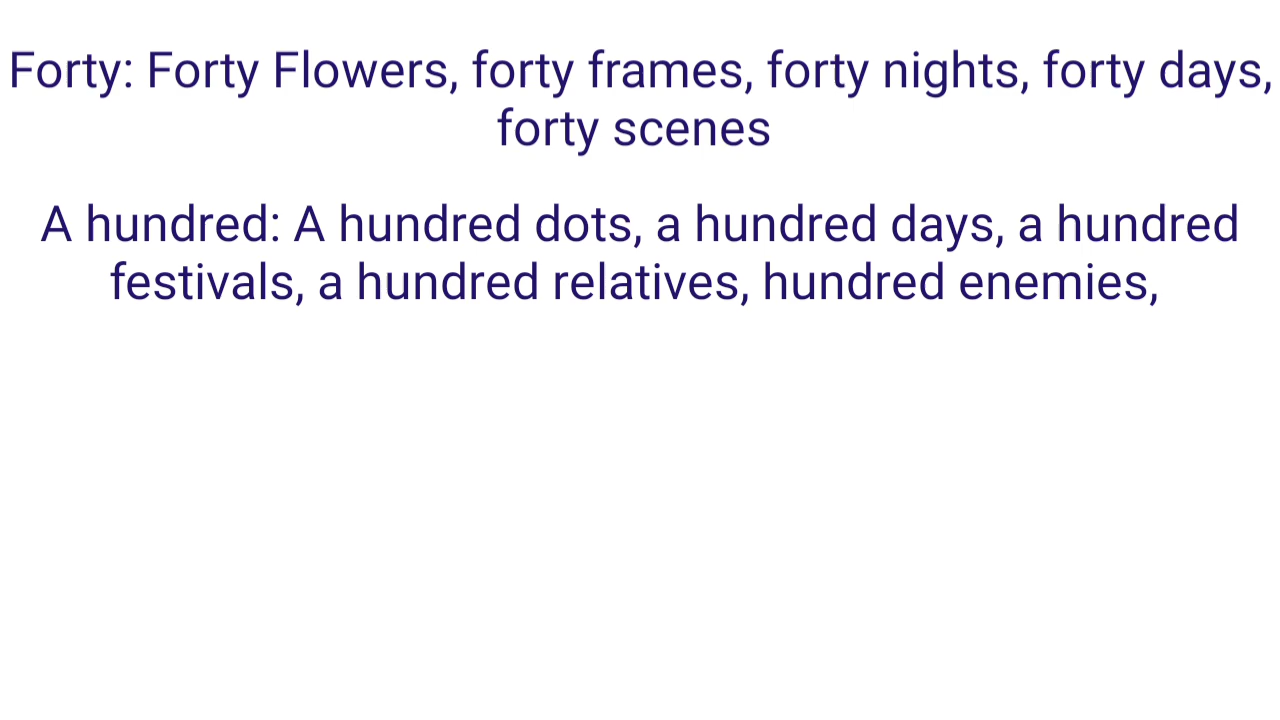 Forty: Forty Flowers, forty frames, forty nights, forty days,
forty scenes
A hundred: A hundred dots, a hundred days, a hundred
festivals, a hundred relatives, hundred enemies,